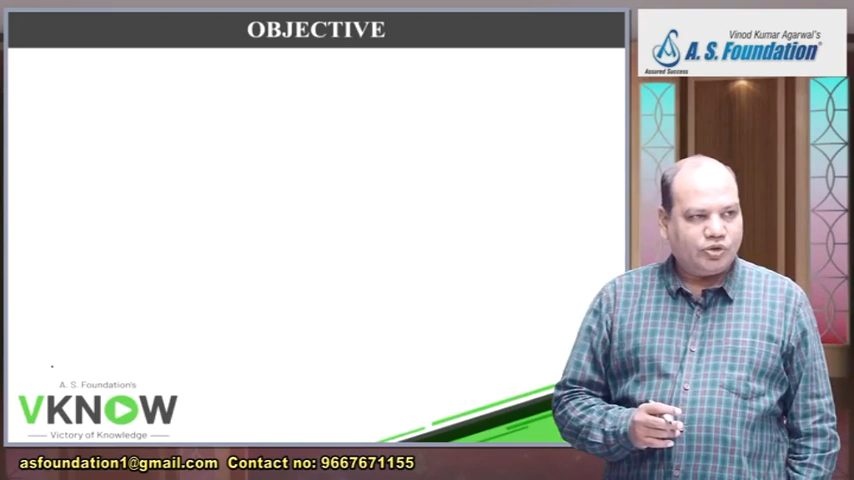 OBJECTIVE
Vinod Kumar Agarwal's
A. S. Foundation®
Assured Success
A. S. Foundation's
VKNOW
Victory of Knowledge
asfoundation1@gmail.com Contact no: 9667671155